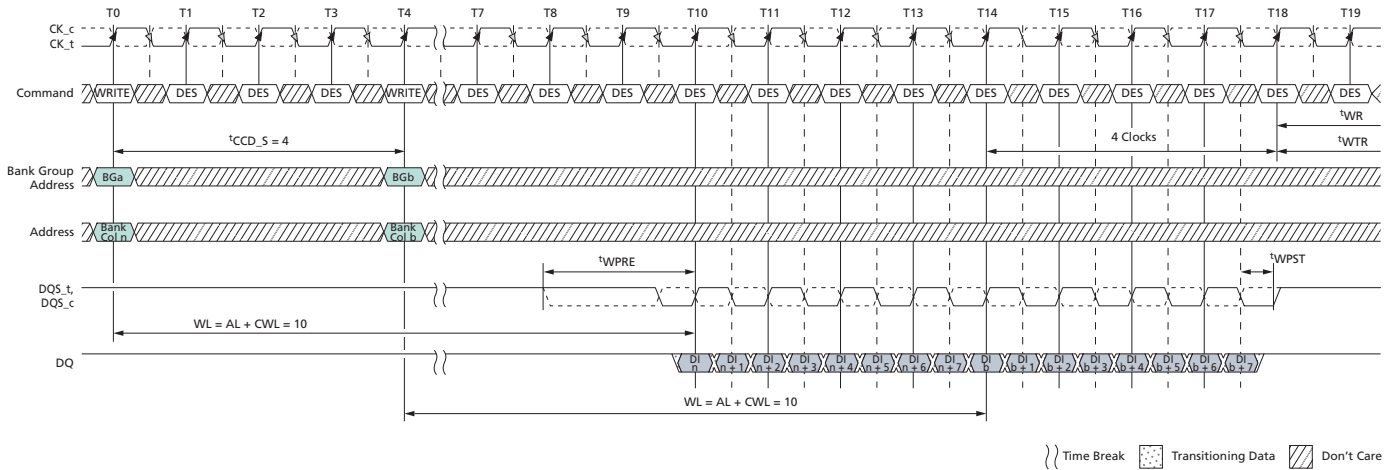 T0 T1 T2 T3 T4 T7 T8 T9 T10 T11 T12 T13 T14 T15 T16 T17 T18 T19
CK_c
CK_t
Command WRITE DES DES DES WRITE DES DES DES DES DES DES DES DES DES DES DES DES DES
tWR
tCCD_S = 4
4 Clocks
tWTR
Bank Group
Address
BGa BGb
Address
Bank
Col n
Bank
Col b
tWPRE tWPST
DQS_t,
DQS_c
WL = AL + CWL = 10
DQ
DI
n
DI
n + 1
DI
n + 2
DI
n + 3
DI
n + 4
DI
n + 5
DI
n + 6
DI
n + 7
DI
b
DI
b + 1
DI
b + 2
DI
b + 3
DI
b + 4
DI
b + 5
DI
b + 6
DI
b + 7
WL = AL + CWL = 10
Time Break Transitioning Data Don't Care